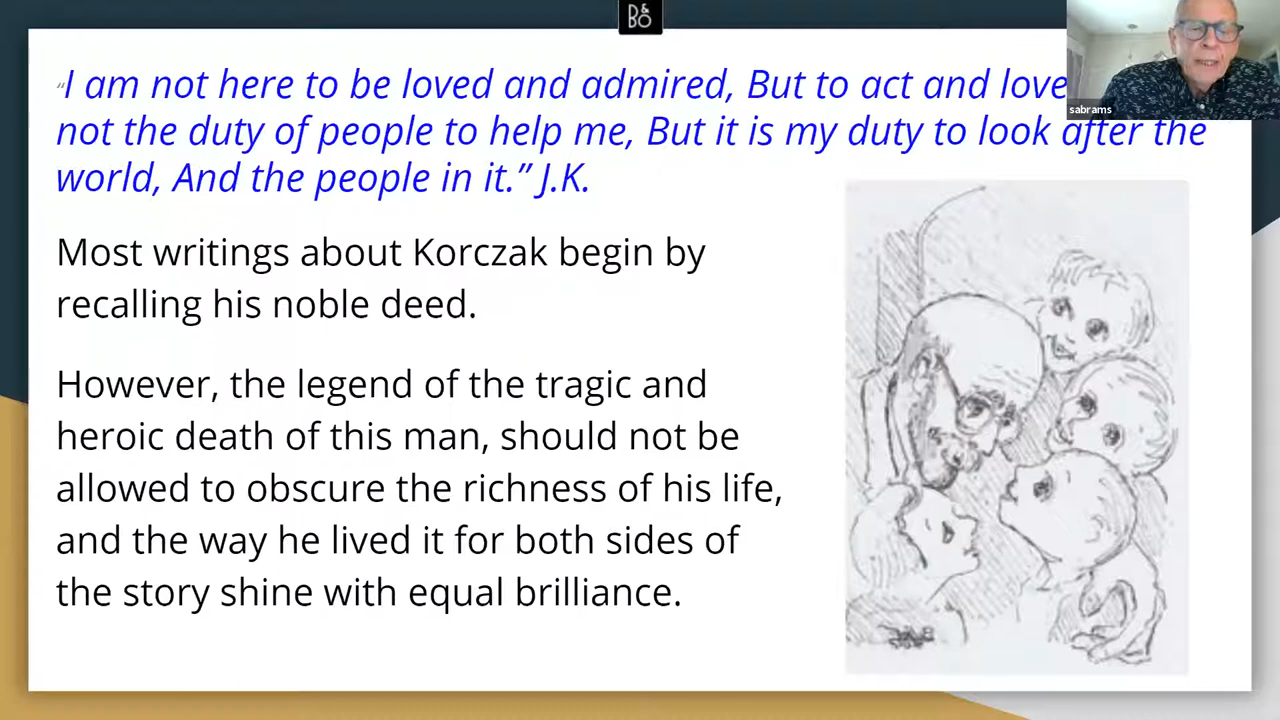 D&
BO
sabrams
“I am not here to be loved and admired, But to act and love
not the duty of people to help me, But it is my duty to look after the
world, And the people in it.” J.K.
Most writings about Korczak begin by
recalling his noble deed.
However, the legend of the tragic and
heroic death of this man, should not be
allowed to obscure the richness of his life,
and the way he lived it for both sides of
the story shine with equal brilliance.